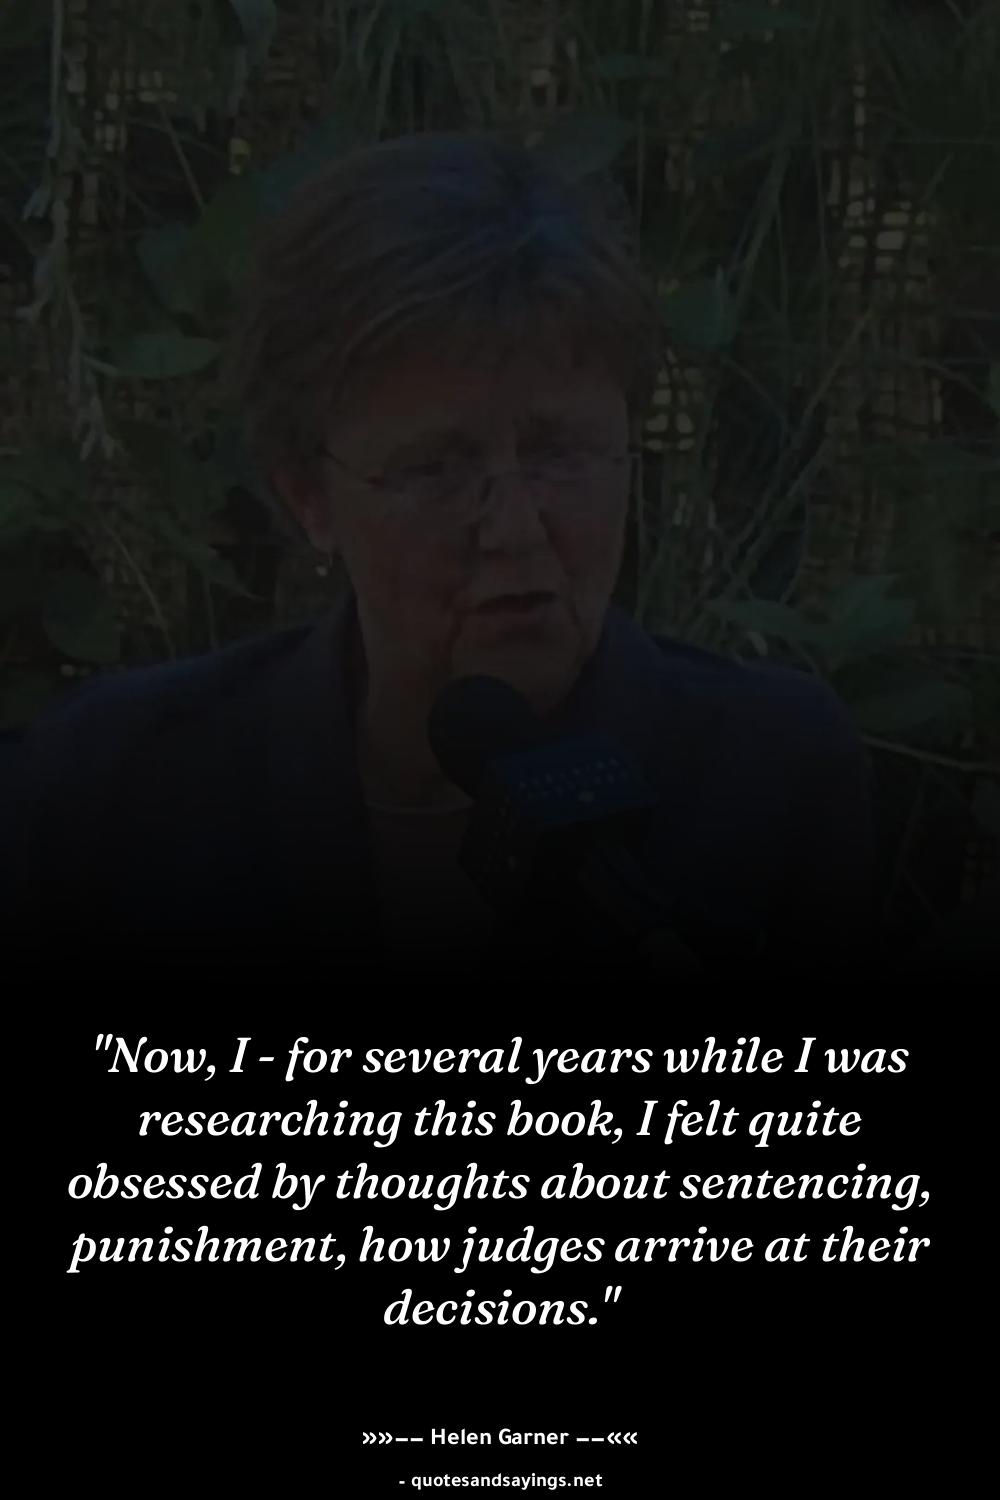 "Now, I - for several years while I was
researching this book, I felt quite
obsessed by thoughts about sentencing,
punishment, how judges arrive at their
decisions."
»»−− Helen Garner −−««
- quotesandsayings.net